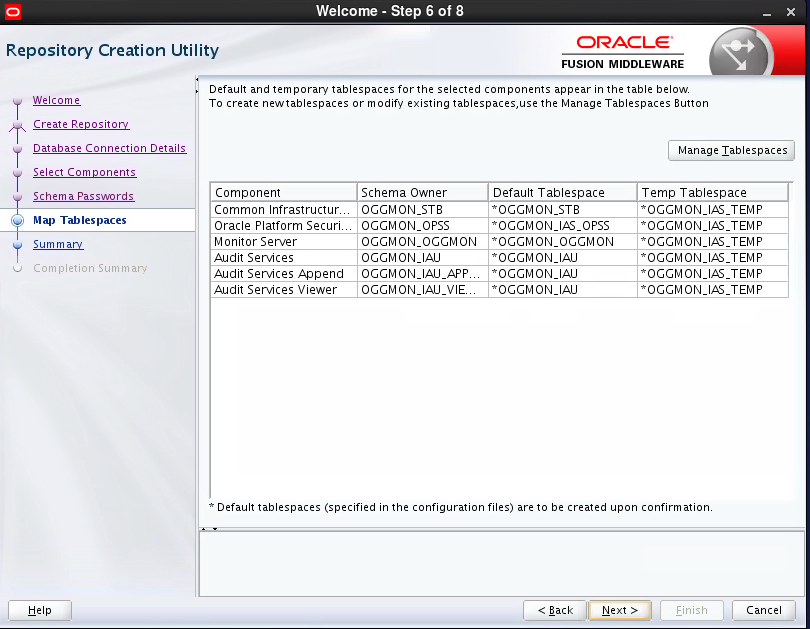 Welcome - Step 6 of 8
Repository Creation Utility
ORACLE
FUSION MIDDLEWARE
Welcome
Create Repository
Database Connection Details
Select Components
Schema Passwords
Map Tablespaces
Summary
Completion Summary
Default and temporary tablespaces for the selected components appear in the table below.
To create new tablespaces or modify existing tablespaces,use the Manage Tablespaces Button
Manage Tablespaces
Component Schema Owner Default Tablespace Temp Tablespace
Common Infrastructur... OGGMON_STB *OGGMON_STB *OGGMON_IAS_TEMP
Oracle Platform Securi... OGGMON_OPSS *OGGMON_IAS_OPSS *OGGMON_IAS_TEMP
Monitor Server OGGMON_OGGMON *OGGMON_OGGMON *OGGMON_IAS_TEMP
Audit Services OGGMON_IAU *OGGMON_IAU *OGGMON_IAS_TEMP
Audit Services Append OGGMON_IAU_APP... *OGGMON_IAU *OGGMON_IAS_TEMP
Audit Services Viewer OGGMON_IAU_VIE... *OGGMON_IAU *OGGMON_IAS_TEMP
* Default tablespaces (specified in the configuration files) are to be created upon confirmation.
Help < Back Next > Finish Cancel